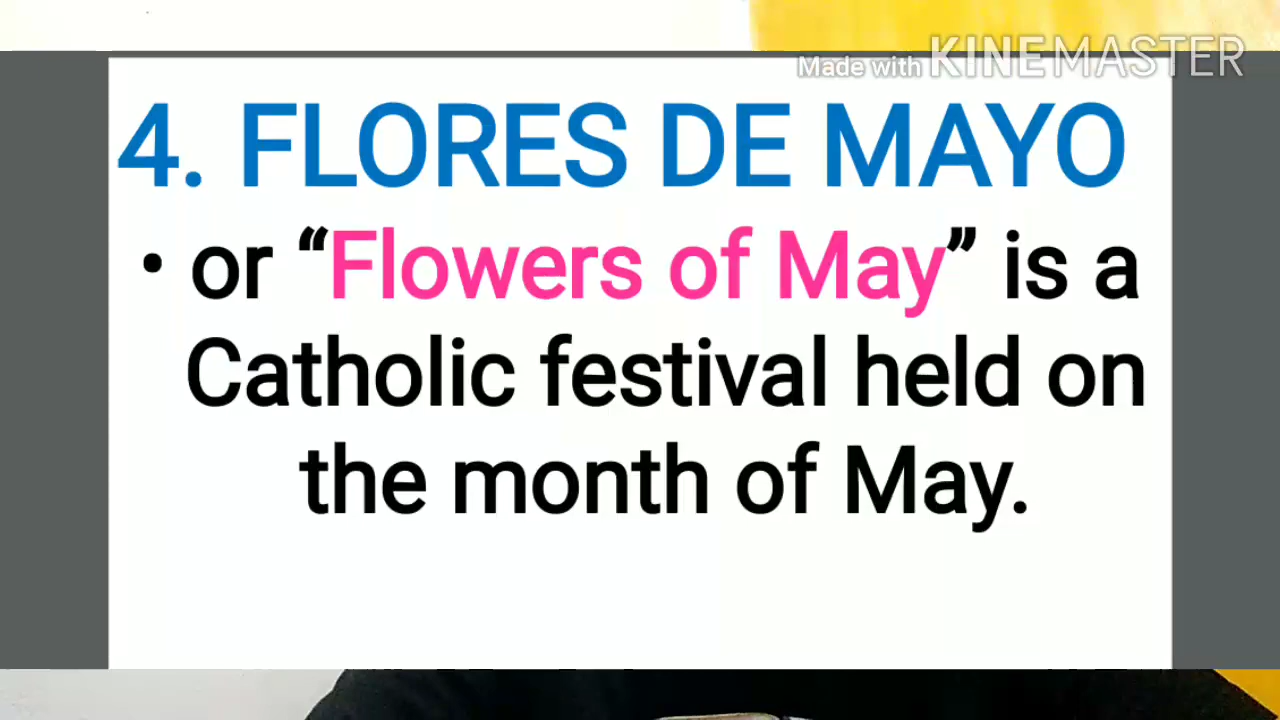 Made with KINEMASTER
4. FLORES DE MAYO
• or “Flowers of May” is a
Catholic festival held on
the month of May.